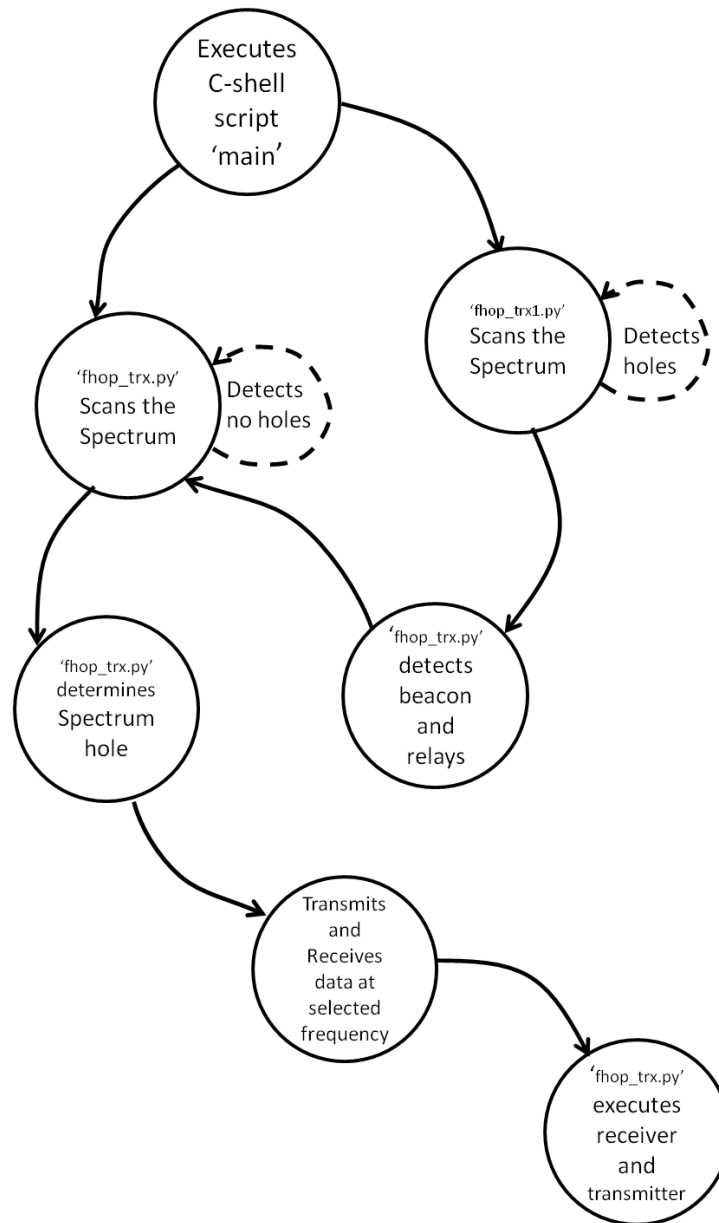 Executes
C-shell
script
‘main’
‘fhop_trx1.py’
Scans the
Spectrum
Detects
holes
‘fhop_trx.py’
Scans the
Spectrum
Detects
no holes
‘fhop_trx.py’
detects
beacon
and
relays
‘fhop_trx.py’
determines
Spectrum
hole
Transmits
and
Receives
data at
selected
frequency
‘fhop_trx.py’
executes
receiver
and
transmitter